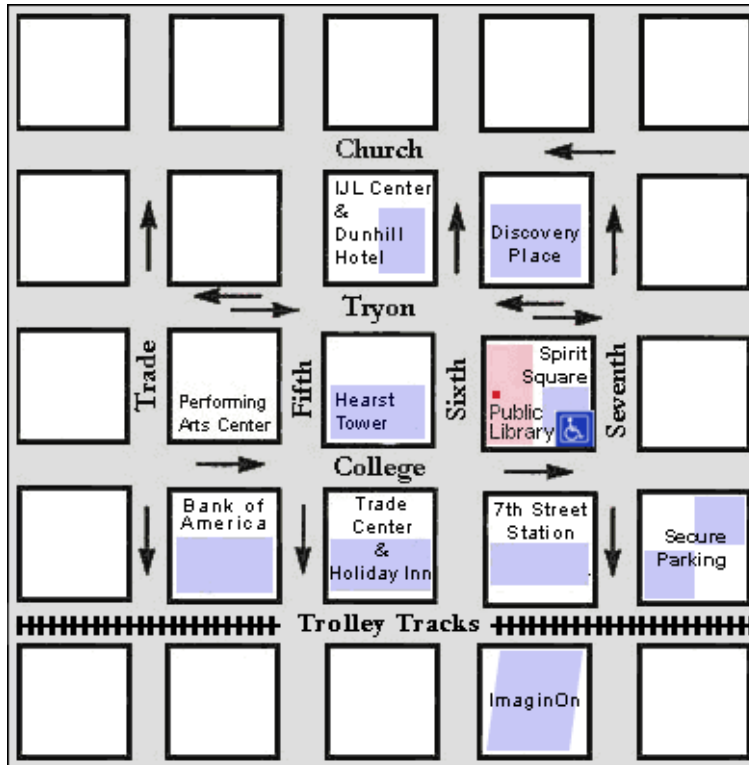 Church
IJL Center
&
Dunhill
Hotel
Discovery
Place
Tryon
Trade
Performing
Arts Center
Fifth
Hearst
Tower
Sixth
Spirit
Square
Public
Library
Seventh
College
Bank of
America
Trade
Center
&
Holiday Inn
7th Street
Station
Secure
Parking
Trolley Tracks
ImaginOn